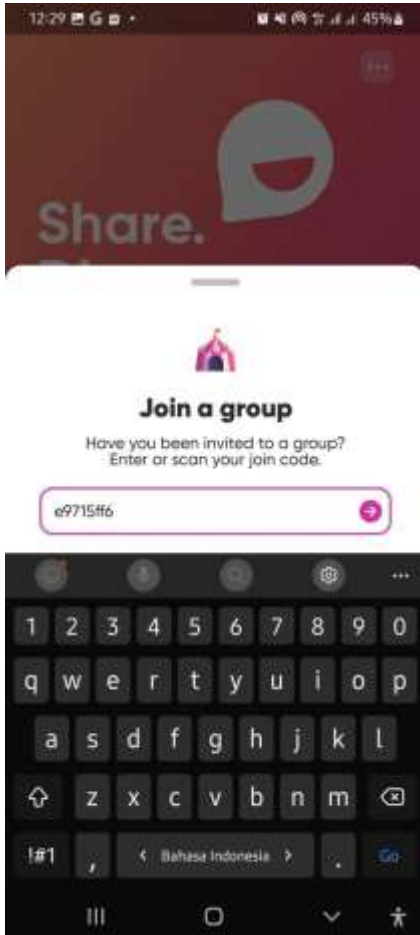 12:29 G 45%
Share.
Join a group
Have you been invited to a group?
Enter or scan your join code.
e9715ff6
1 2 3 4 5 6 7 8 9 0
q w e r t y u i o p
a s d f g h j k l
z x c v b n m
!#1 , < Bahasa Indonesia > . Go